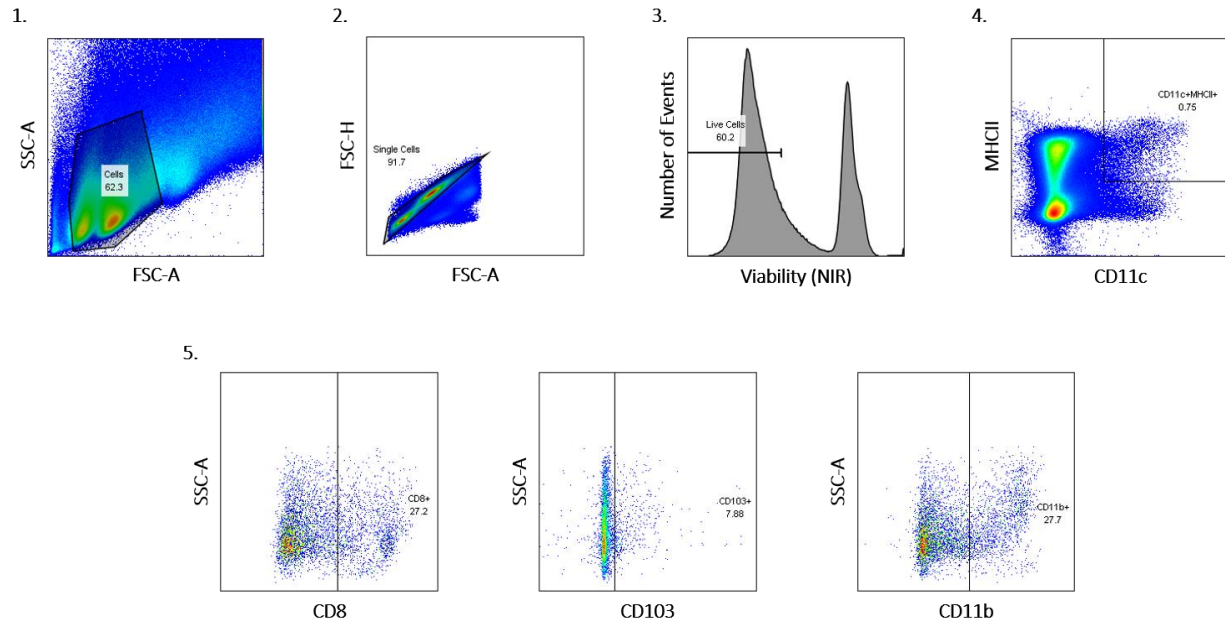 1.
2.
3.
4.
SSC-A
Cells
62.3
FSC-A
FSC-H
Single Cells
91.7
FSC-A
Number of Events
Live Cells
60.2
Viability (NIR)
MHCII
CD11c+MHCII+
0.75
CD11c
5.
SSC-A
CD8+
27.2
CD8
SSC-A
CD103+
7.88
CD103
SSC-A
CD11b+
27.7
CD11b